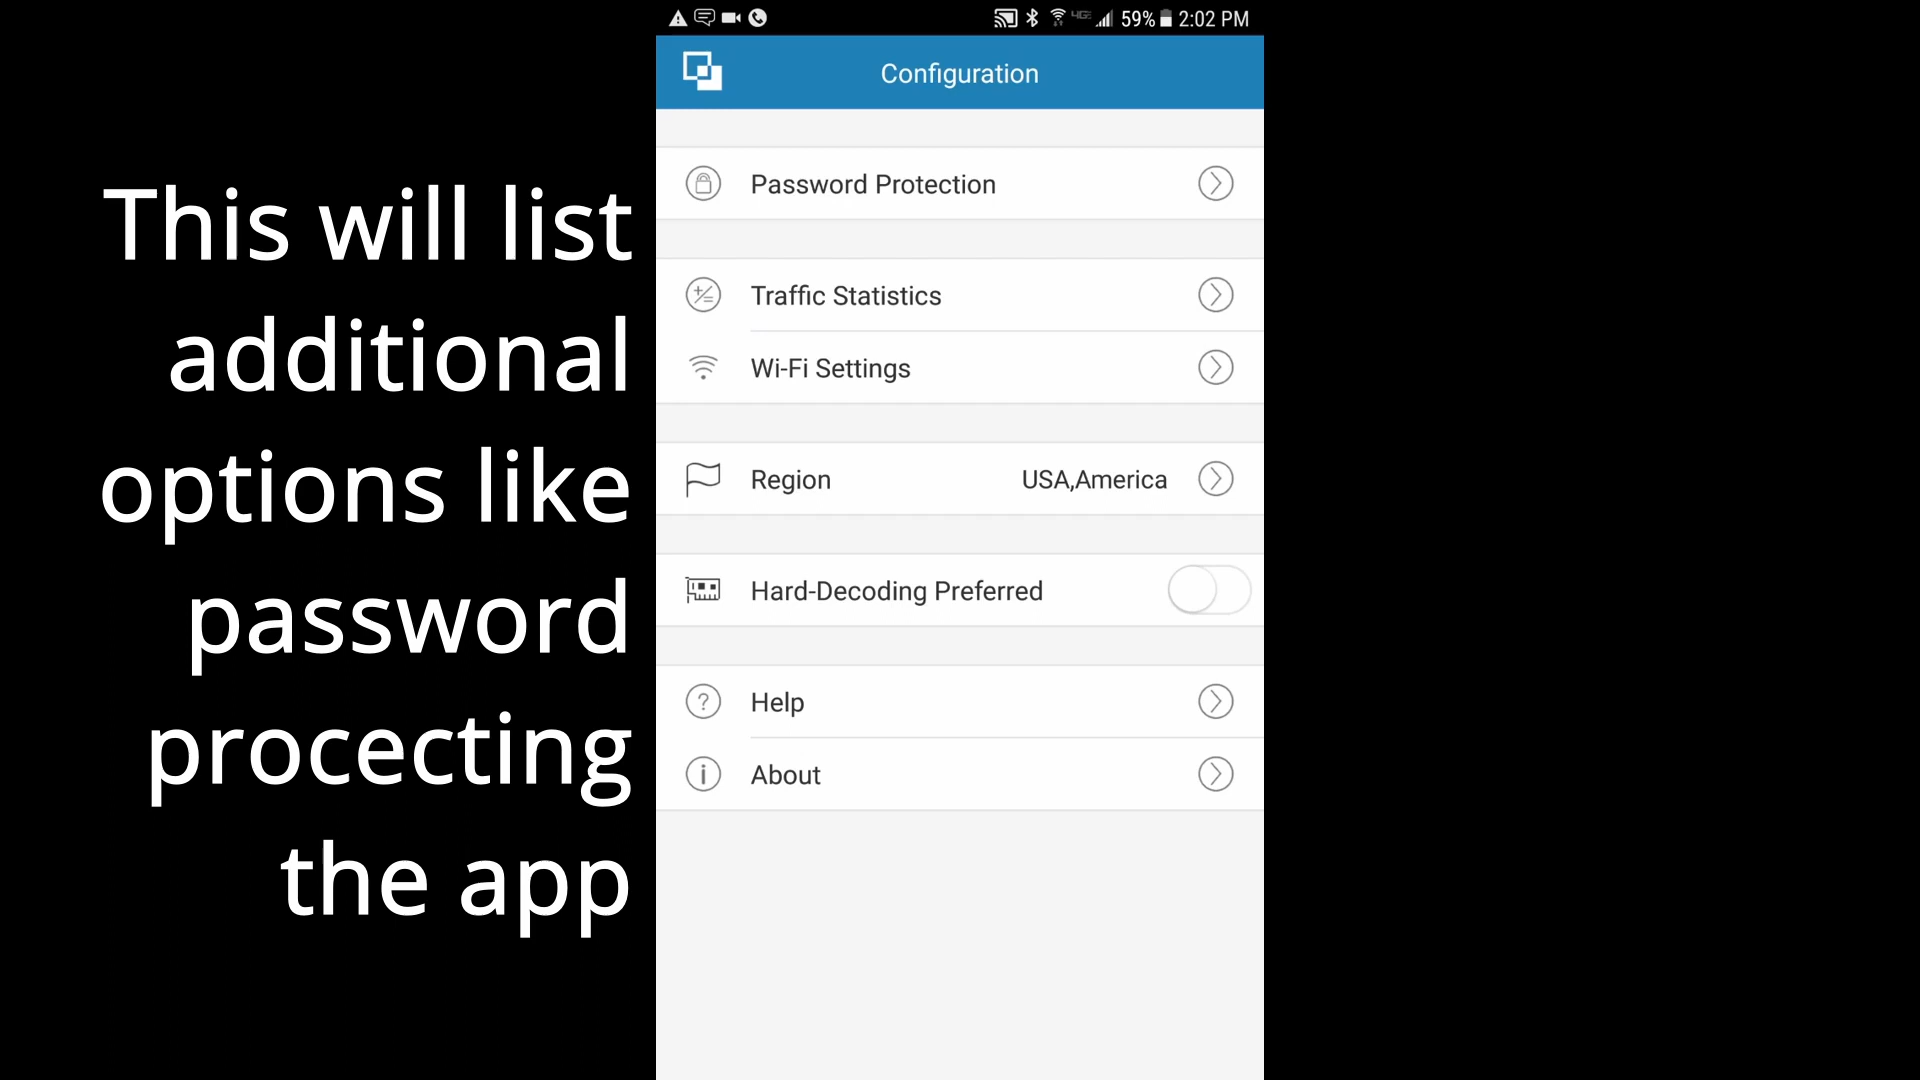 59% 2:02 PM
Configuration
This will list
additional
options like
password
procecting
the app
Password Protection
Traffic Statistics
Wi-Fi Settings
Region USA,America
Hard-Decoding Preferred
Help
About